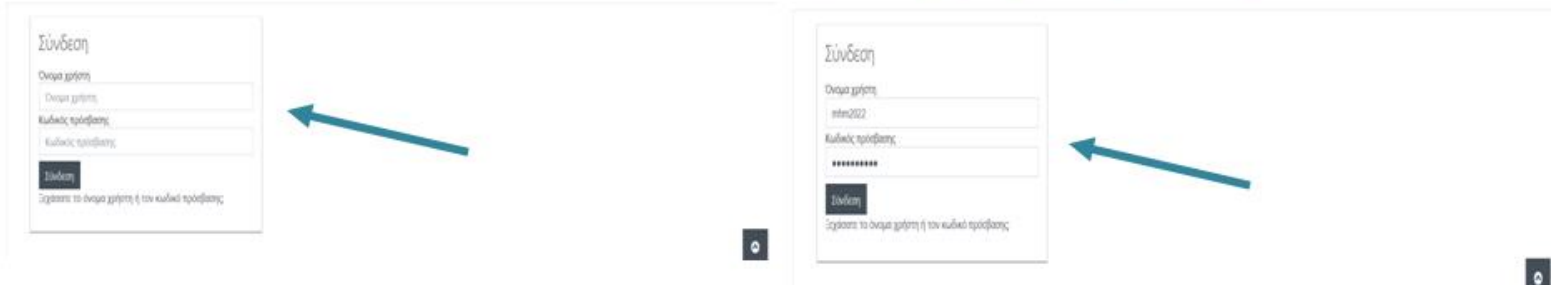 Σύνδεση
Όνομα χρήστη
Όνομα χρήστη
Κωδικός πρόσβασης
Κωδικός πρόσβασης
Σύνδεση
Ξεχάσατε το όνομα χρήστη ή τον κωδικό πρόσβασης;
Σύνδεση
Όνομα χρήστη
mhm2022
Κωδικός πρόσβασης
••••••••••
Σύνδεση
Ξεχάσατε το όνομα χρήστη ή τον κωδικό πρόσβασης;